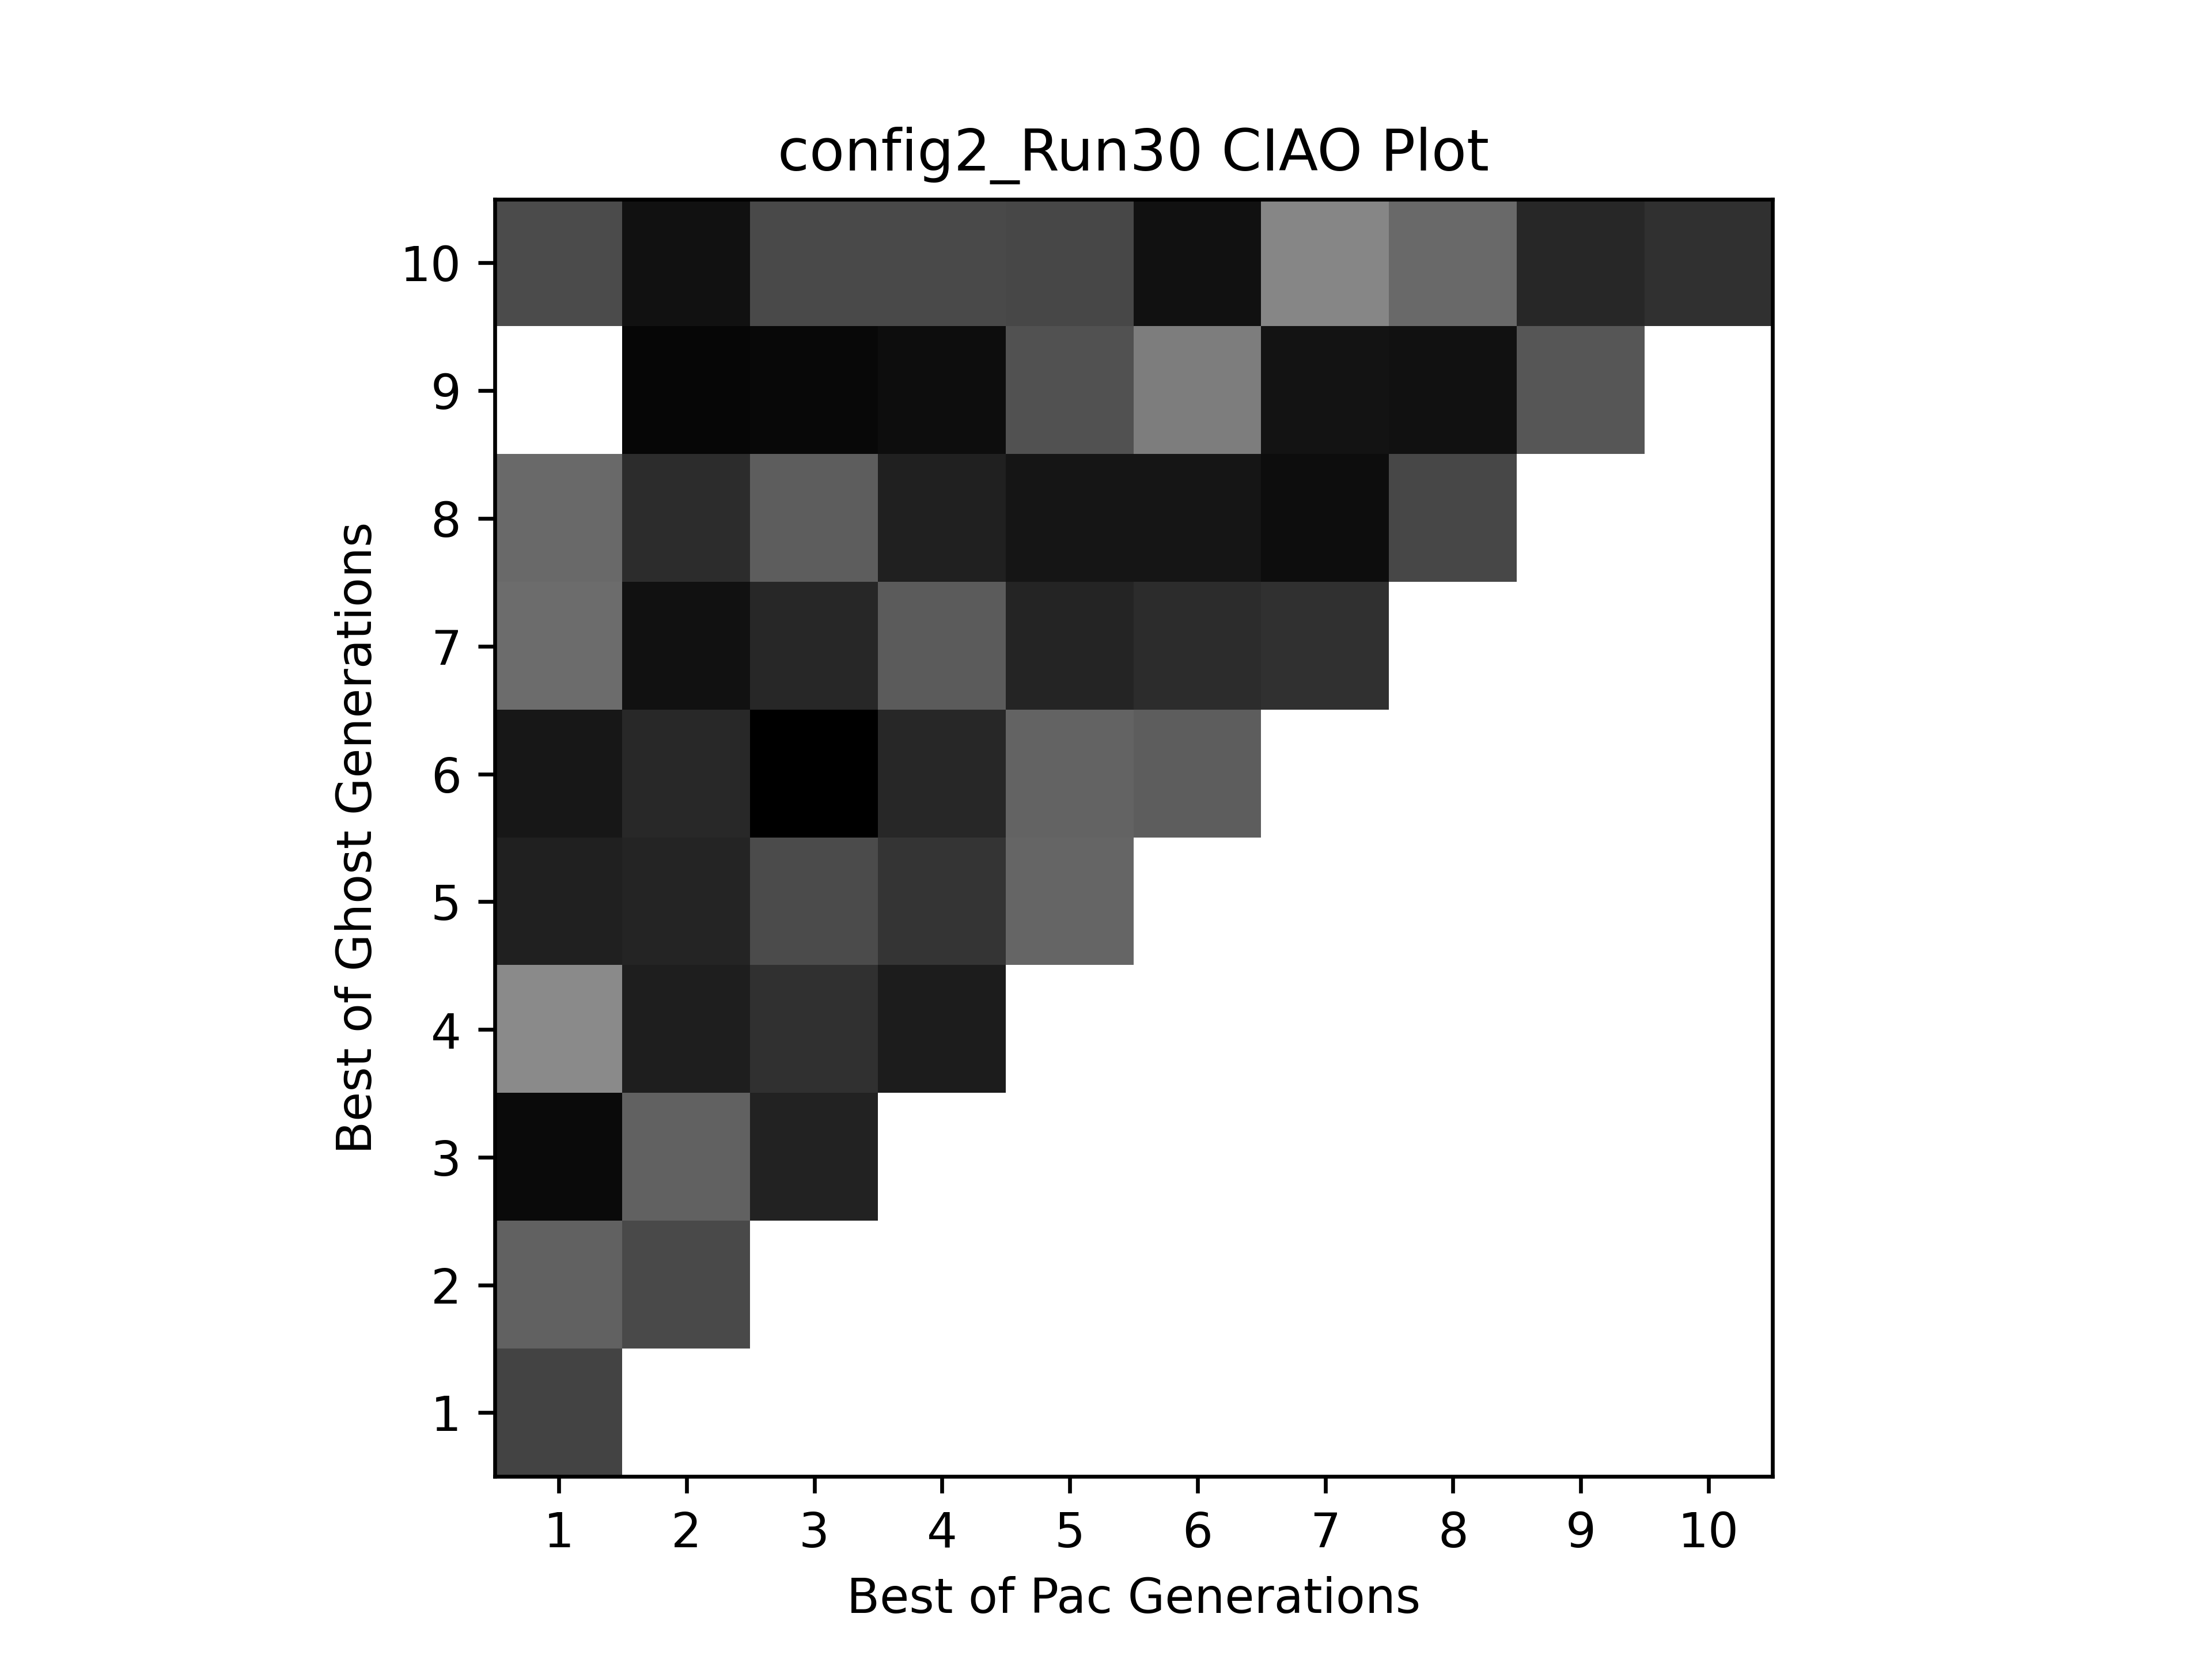 config2_Run30 CIAO Plot
Best of Ghost Generations
10
9
8
7
6
5
4
3
2
1
1 2 3 4 5 6 7 8 9 10
Best of Pac Generations